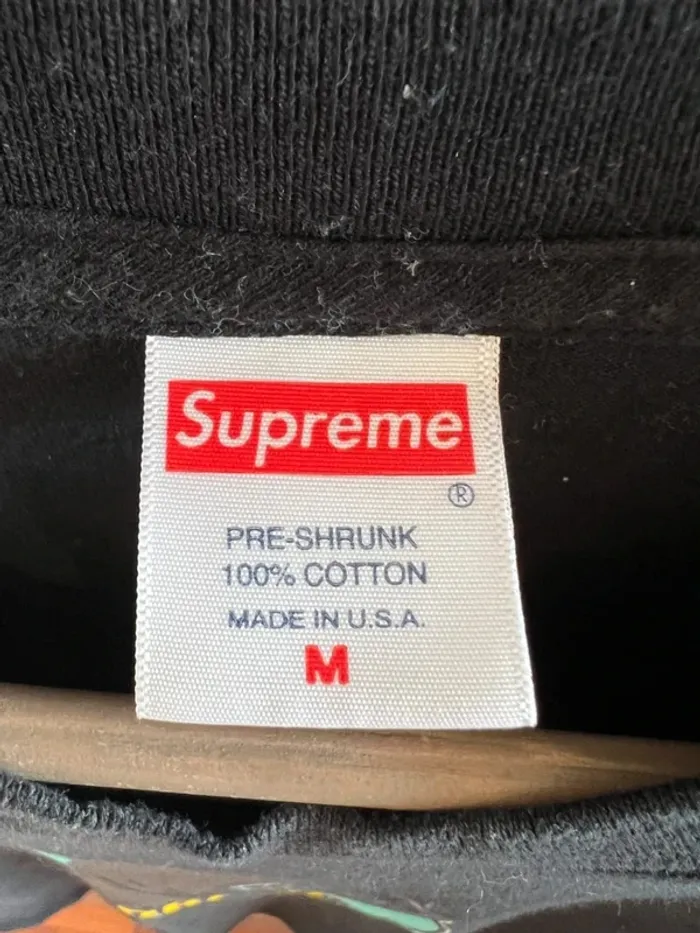 Supreme
®
PRE-SHRUNK
100% COTTON
MADE IN U.S.A.
M